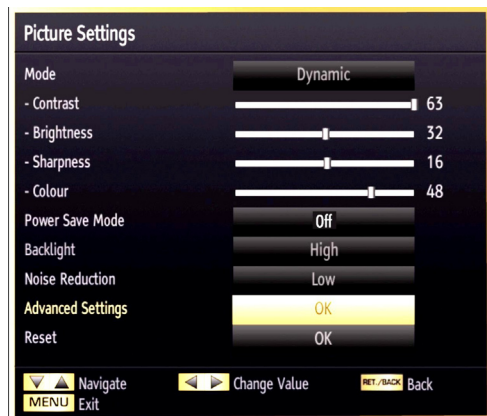 Picture Settings
Mode Dynamic
- Contrast 63
- Brightness 32
- Sharpness 16
- Colour 48
Power Save Mode Off
Backlight High
Noise Reduction Low
Advanced Settings OK
Reset OK
Navigate Change Value RET./BACK Back
MENU Exit